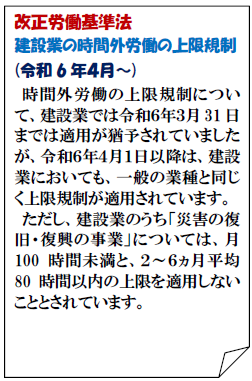 改正労働基準法
建設業の時間外労働の上限規制
(令和6年4月～)
時間外労働の上限規制につい
て、建設業では令和6年3月31日
までは適用が猶予されていました
が、令和6年4月1日以降は、建設
業においても、一般の業種と同じ
く上限規制が適用されています。
ただし、建設業のうち「災害の復
旧・復興の事業」については、月
100時間未満と、2～6ヵ月平均
80時間以内の上限を適用しない
こととされています。